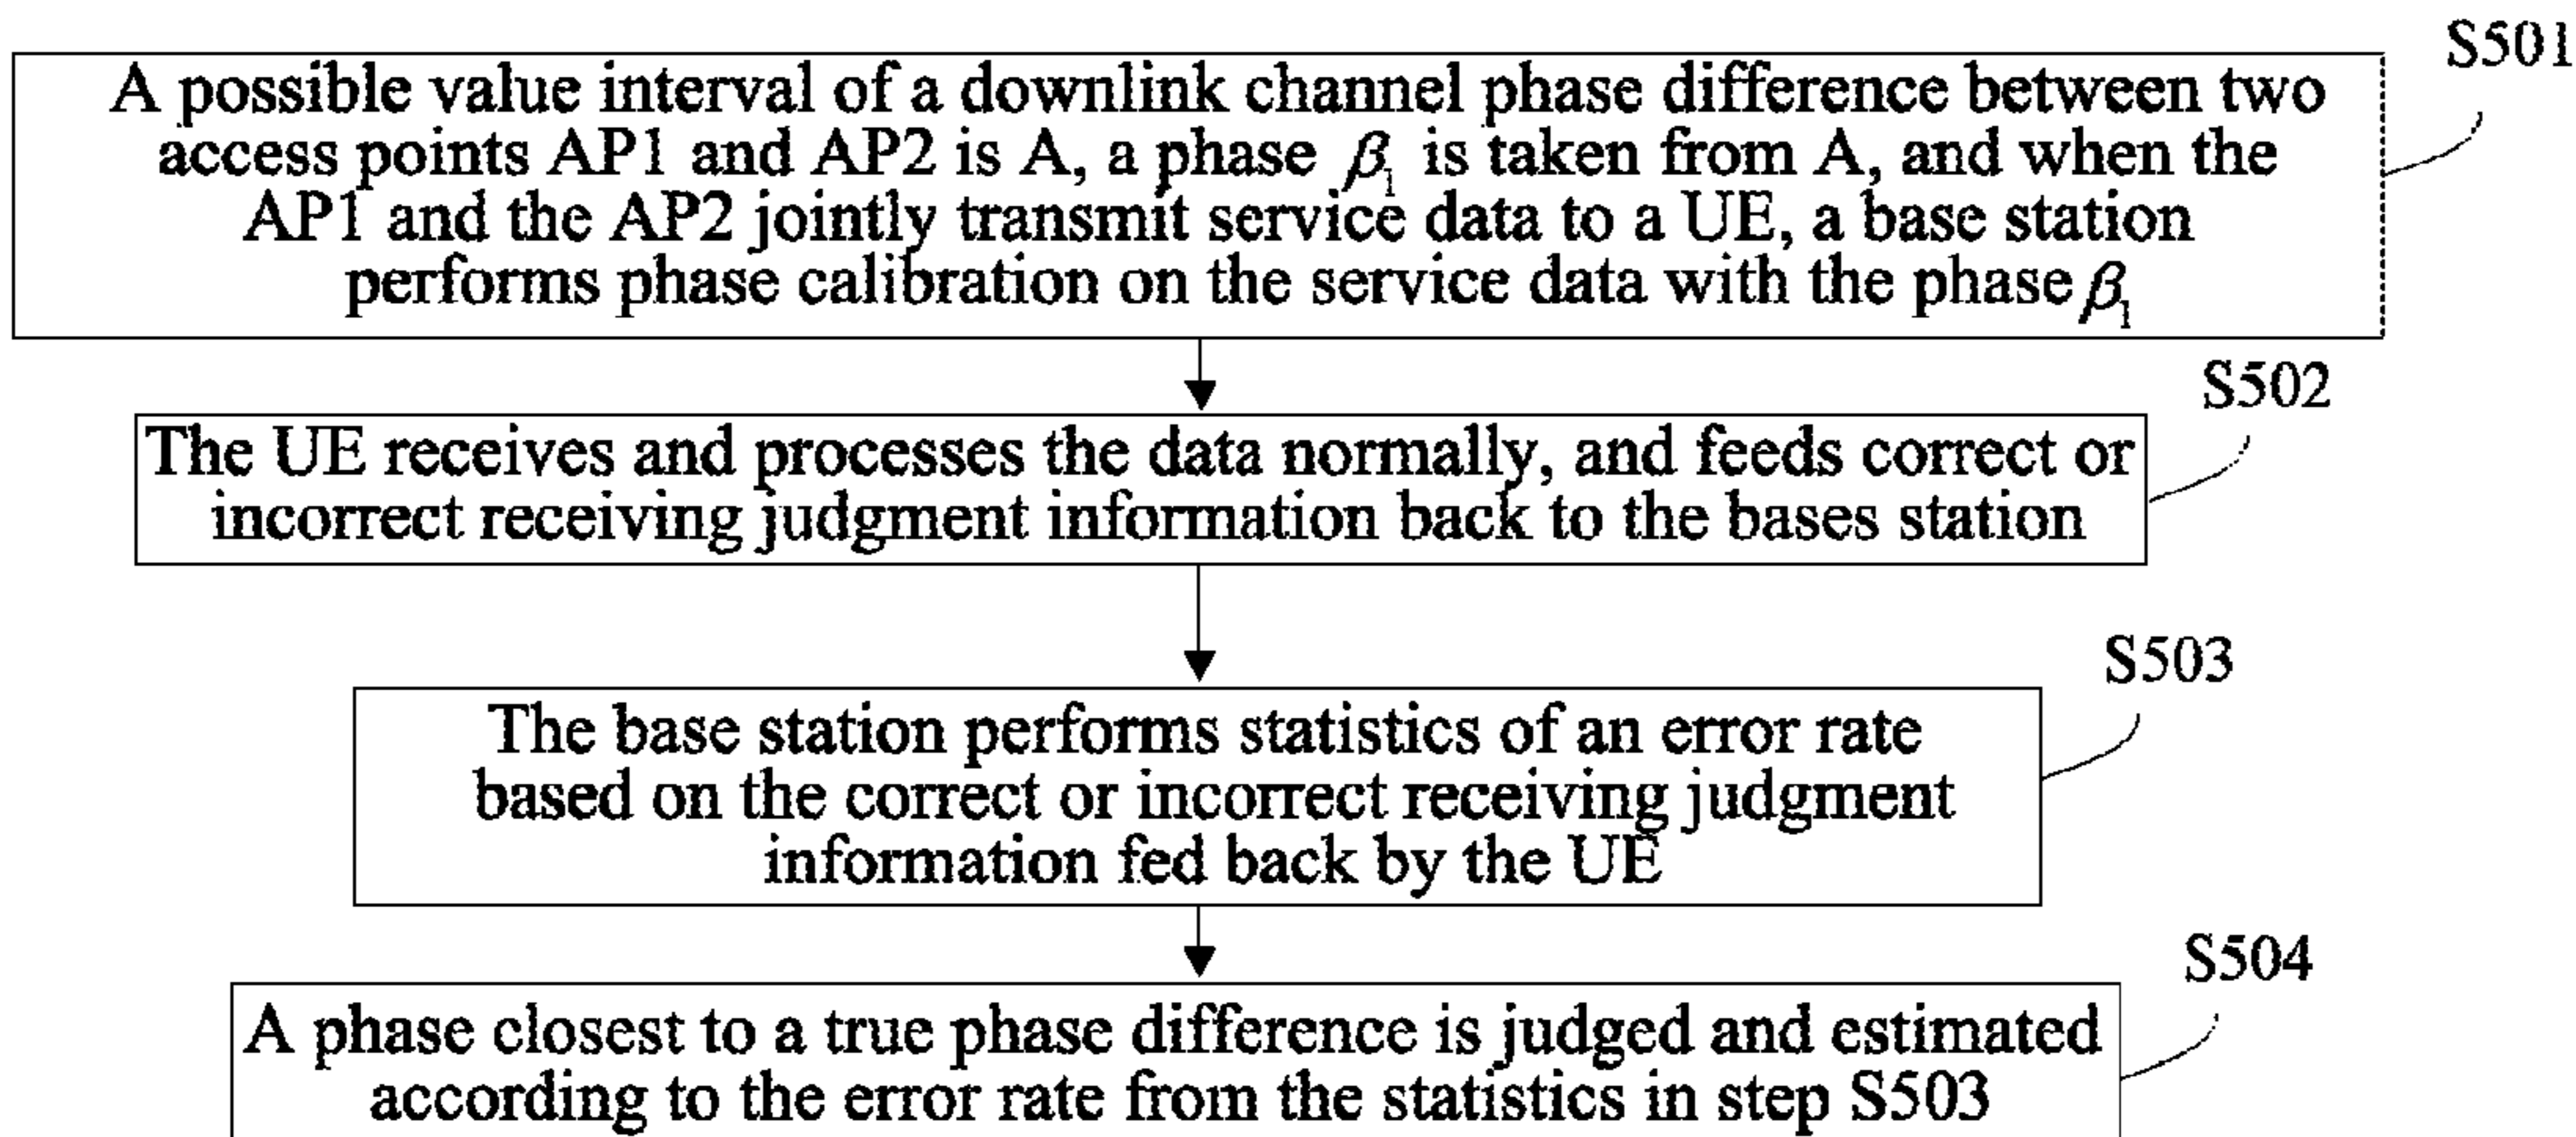 S501
A possible value interval of a downlink channel phase difference between two
access points AP1 and AP2 is A, a phase β₁ is taken from A, and when the
AP1 and the AP2 jointly transmit service data to a UE, a base station
performs phase calibration on the service data with the phase β₁
S502
The UE receives and processes the data normally, and feeds correct or
incorrect receiving judgment information back to the bases station
S503
The base station performs statistics of an error rate
based on the correct or incorrect receiving judgment
information fed back by the UE
S504
A phase closest to a true phase difference is judged and estimated
according to the error rate from the statistics in step S503